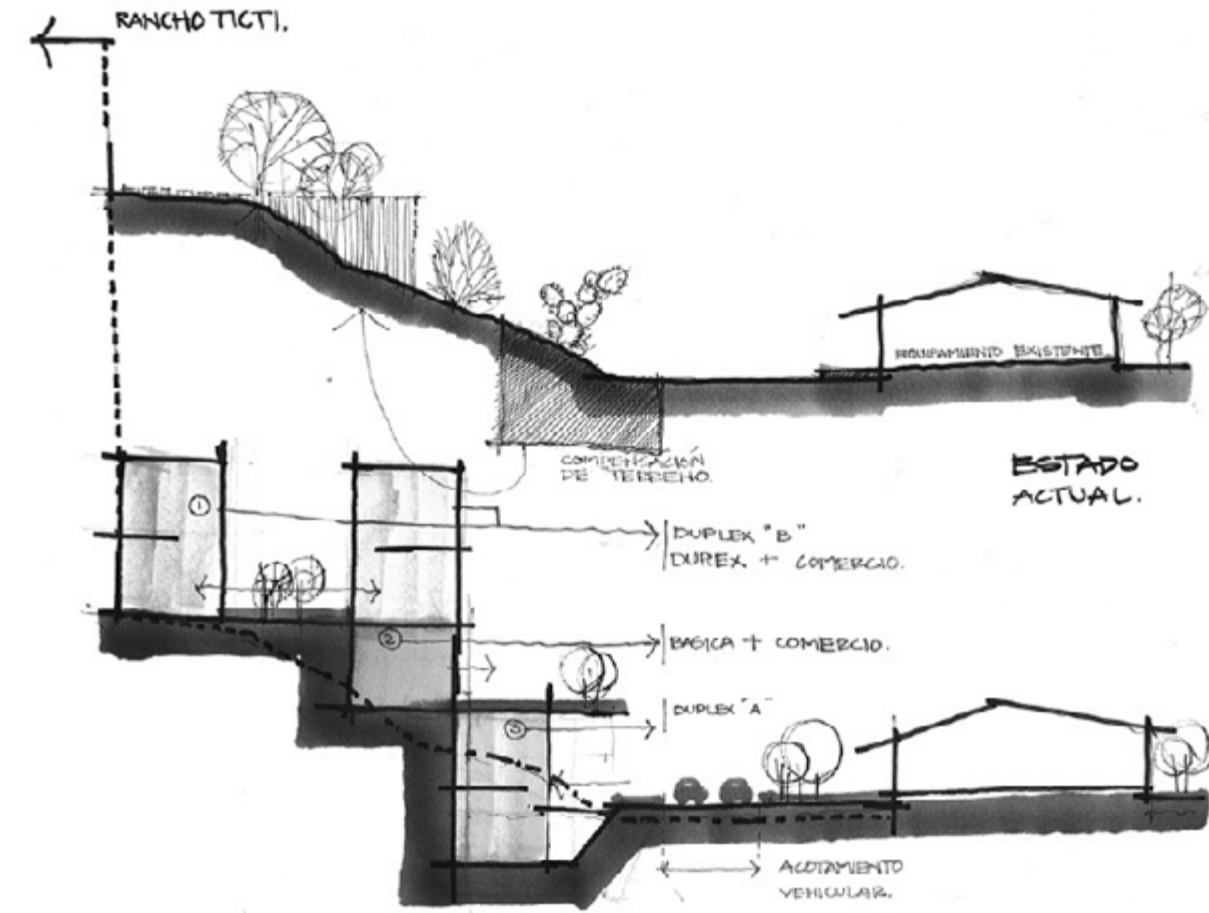 RANCHO TICTI.
EQUIPAMIENTO EXISTENTE
COMPENSACIÓN
DE TERRENO.
ESTADO
ACTUAL.
1
DUPLEX "B"
DUPEX + COMERCIO.
2
BASICA + COMERCIO.
DUPLEX "A"
3
ACOTAMIENTO
VEHICULAR.